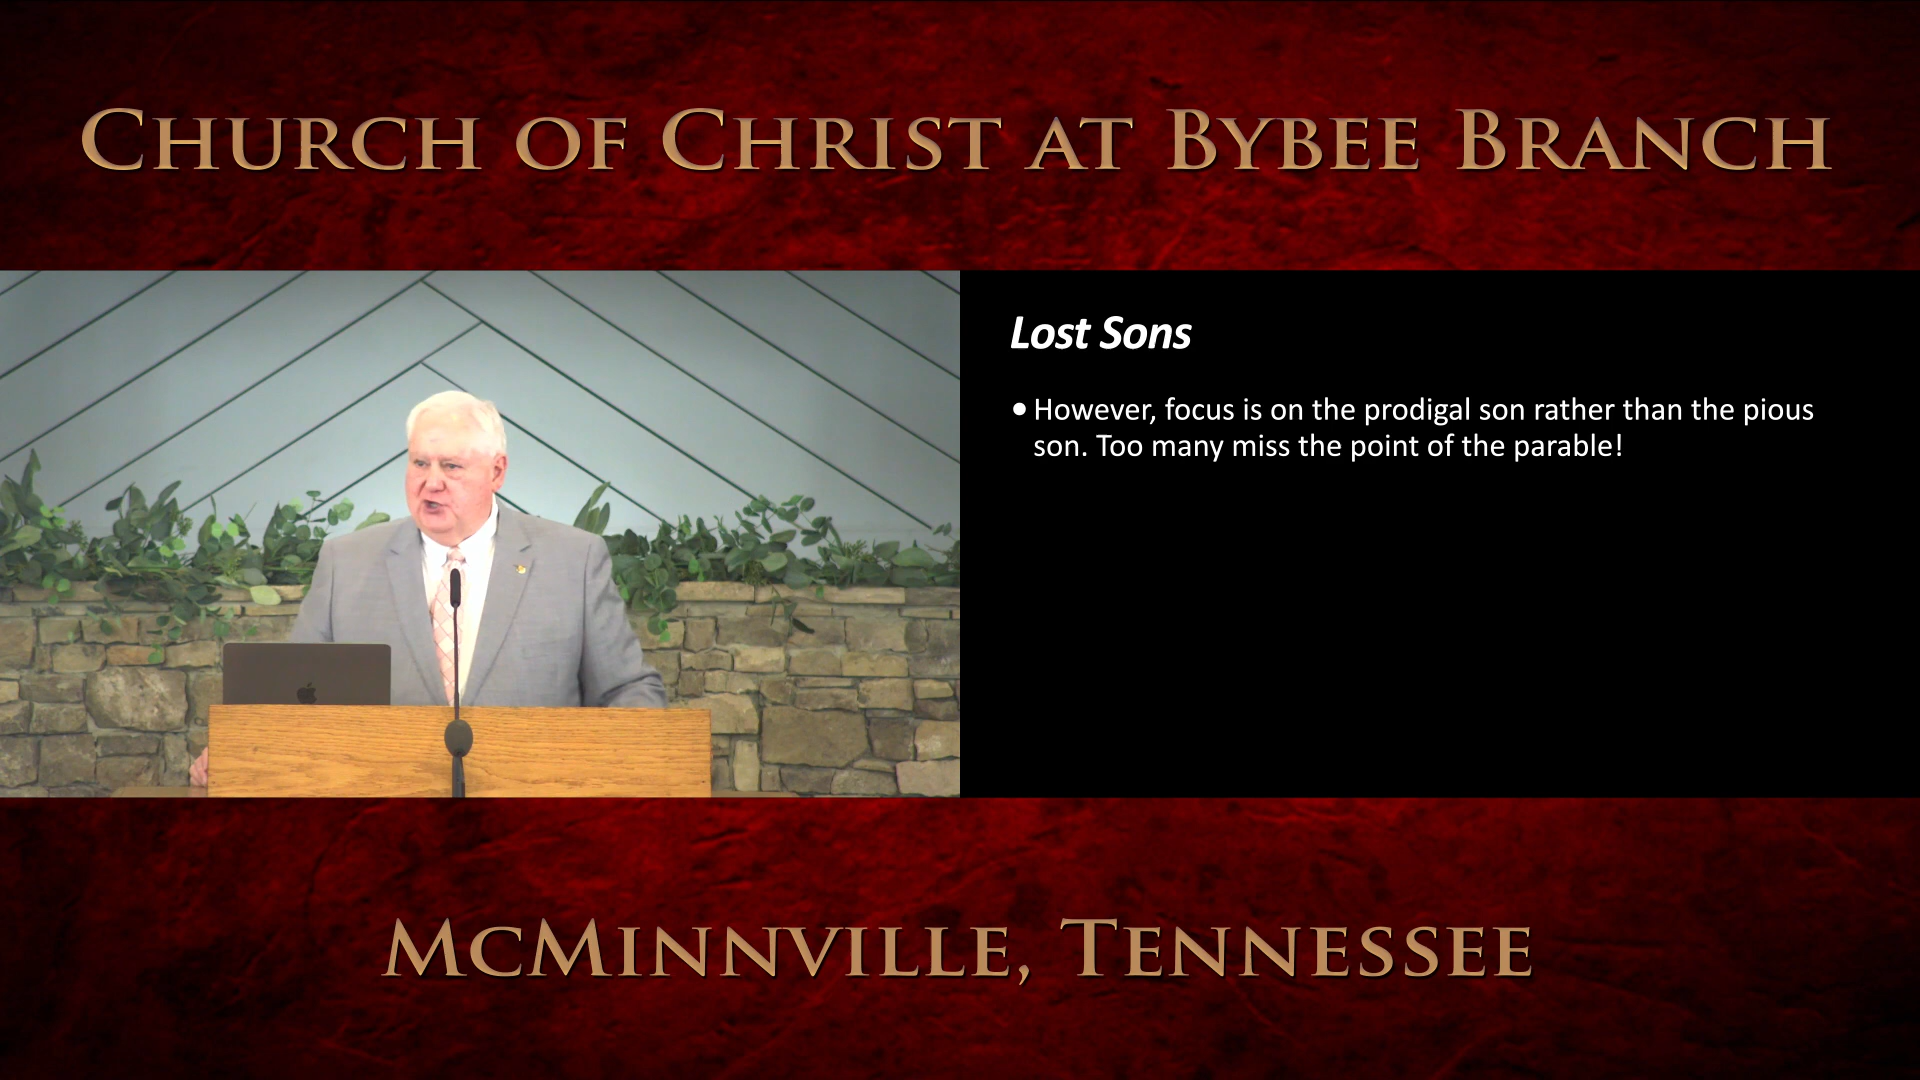 Church of Christ at Bybee Branch
Lost Sons
• However, focus is on the prodigal son rather than the pious
son. Too many miss the point of the parable!
McMinnville, Tennessee